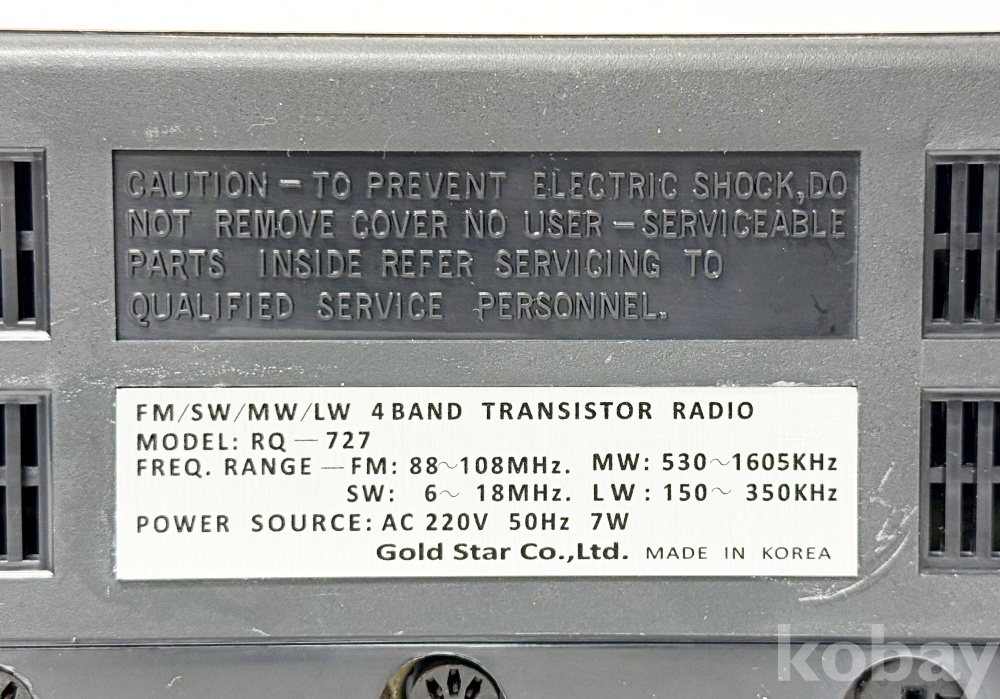 CAUTION – TO PREVENT ELECTRIC SHOCK, DO
NOT REMOVE COVER NO USER – SERVICEABLE
PARTS INSIDE REFER SERVICING TO
QUALIFIED SERVICE PERSONNEL.
FM/SW/MW/LW 4 BAND TRANSISTOR RADIO
MODEL: RQ — 727
FREQ. RANGE — FM: 88~108MHz. MW: 530~1605KHz
SW: 6~ 18MHz. LW: 150~ 350KHz
POWER SOURCE: AC 220V 50Hz 7W
Gold Star Co.,Ltd. MADE IN KOREA
kobay